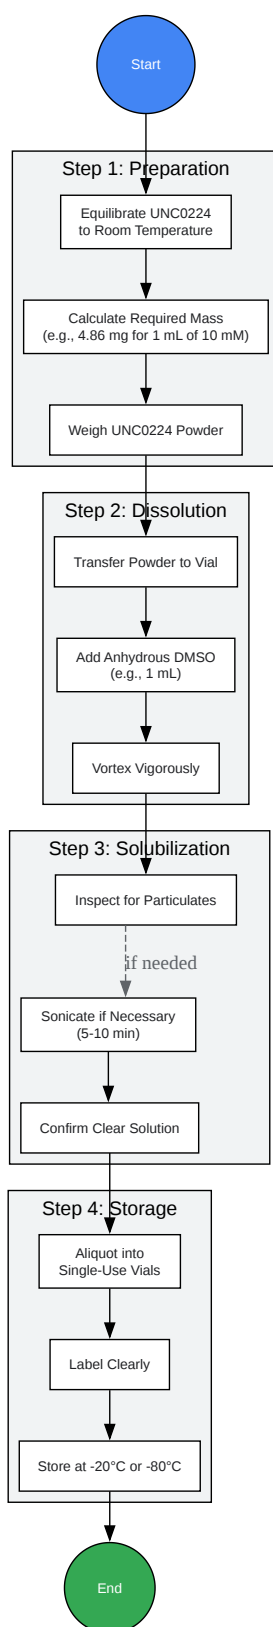 Start
Step 1: Preparation
Equilibrate UNC0224
to Room Temperature
Calculate Required Mass
(e.g., 4.86 mg for 1 mL of 10 mM)
Weigh UNC0224 Powder
Step 2: Dissolution
Transfer Powder to Vial
Add Anhydrous DMSO
(e.g., 1 mL)
Vortex Vigorously
Step 3: Solubilization
Inspect for Particulates
if needed
Sonicate if Necessary
(5-10 min)
Confirm Clear Solution
Step 4: Storage
Aliquot into
Single-Use Vials
Label Clearly
Store at -20°C or -80°C
End